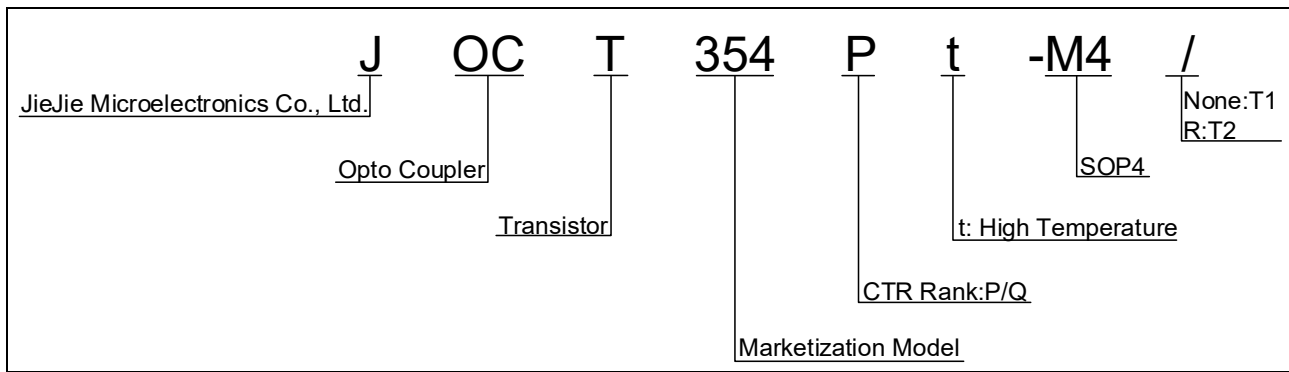 J OC T 354 P t -M4 /
JieJie Microelectronics Co., Ltd.
None:T1
R:T2
Opto Coupler
SOP4
Transistor
t: High Temperature
CTR Rank:P/Q
Marketization Model